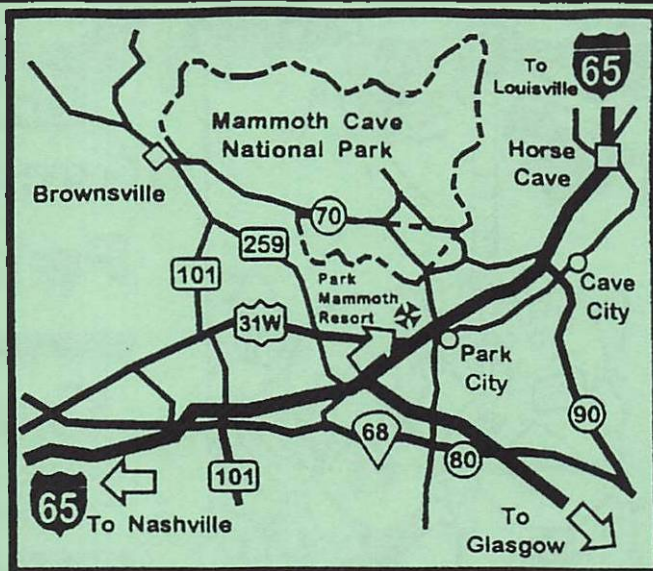 To
Louisville
65
Mammoth Cave
National Park
Horse
Cave
Brownsville
70
259
101
Park
Mammoth
Resort
31W
Cave
City
Park
City
68
80
90
101
65
To Nashville
To
Glasgow